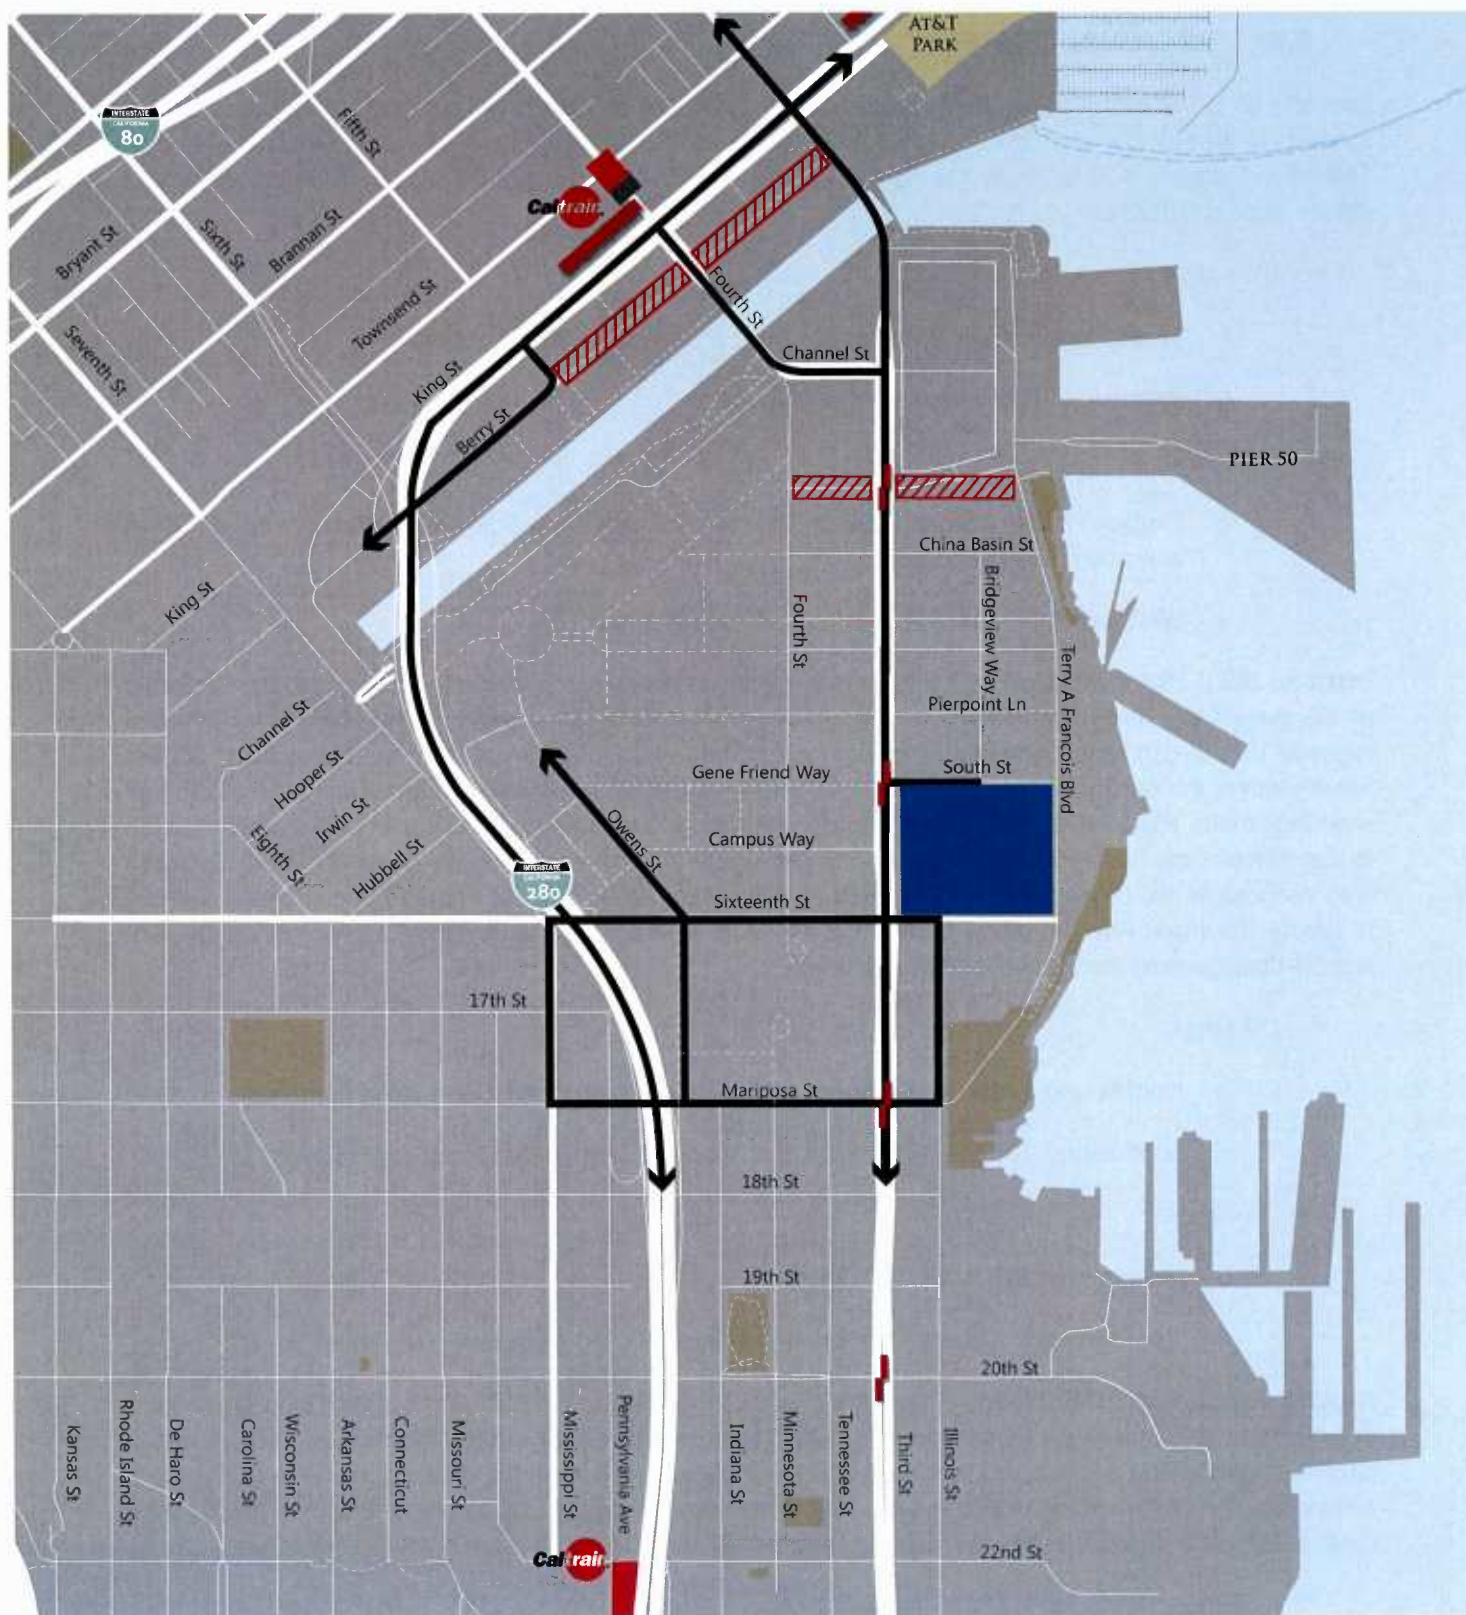 AT&T
PARK
INTERSTATE
CALIFORNIA
80
Fifth St
Caltrain
Bryant St
Sixth St
Brannan St
Townsend St
Seventh St
Fourth St
Channel St
King St
Berry St
PIER 50
China Basin St
Bridgeview Way
King St
Fourth St
Terry A Francois Blvd
Pierpoint Ln
Channel St
Hooper St
Gene Friend Way
South St
Irwin St
Owens St
Campus Way
Eighth St
Hubbell St
INTERSTATE
CALIFORNIA
280
Sixteenth St
17th St
Mariposa St
18th St
19th St
20th St
Kansas St
Rhode Island St
De Haro St
Carolina St
Wisconsin St
Arkansas St
Connecticut
Missouri St
Mississippi St
Pennsylvania Ave
Indiana St
Minnesota St
Tennessee St
Third St
Illinois St
22nd St
Caltrain